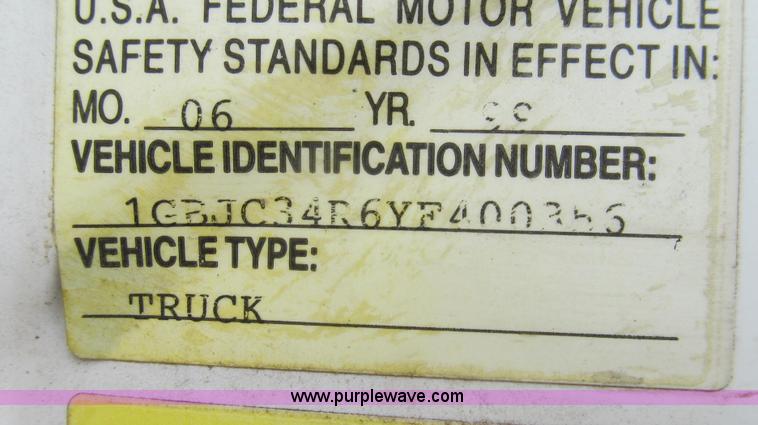 U.S.A. FEDERAL MOTOR VEHICLE
SAFETY STANDARDS IN EFFECT IN:
MO. 06 YR. 99
VEHICLE IDENTIFICATION NUMBER:
VEHICLE TYPE:
TRUCK
www.purplewave.com